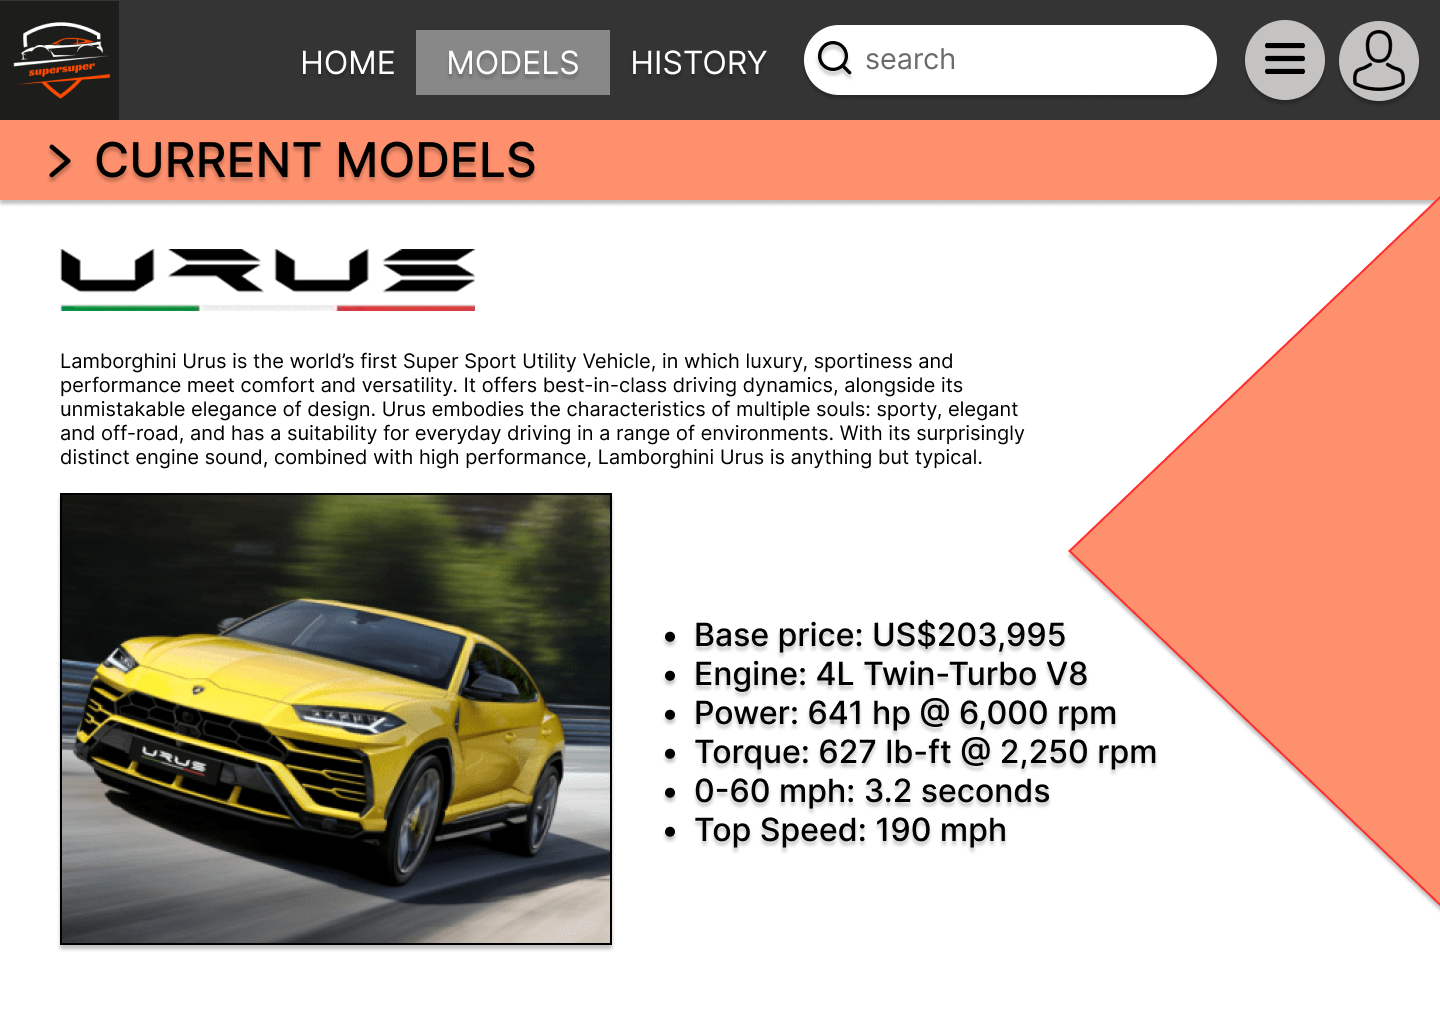 supersuper
HOME
MODELS
HISTORY
search
> CURRENT MODELS
URUS
Lamborghini Urus is the world’s first Super Sport Utility Vehicle, in which luxury, sportiness and
performance meet comfort and versatility. It offers best-in-class driving dynamics, alongside its
unmistakable elegance of design. Urus embodies the characteristics of multiple souls: sporty, elegant
and off-road, and has a suitability for everyday driving in a range of environments. With its surprisingly
distinct engine sound, combined with high performance, Lamborghini Urus is anything but typical.
URUS
• Base price: US$203,995
• Engine: 4L Twin-Turbo V8
• Power: 641 hp @ 6,000 rpm
• Torque: 627 lb-ft @ 2,250 rpm
• 0-60 mph: 3.2 seconds
• Top Speed: 190 mph